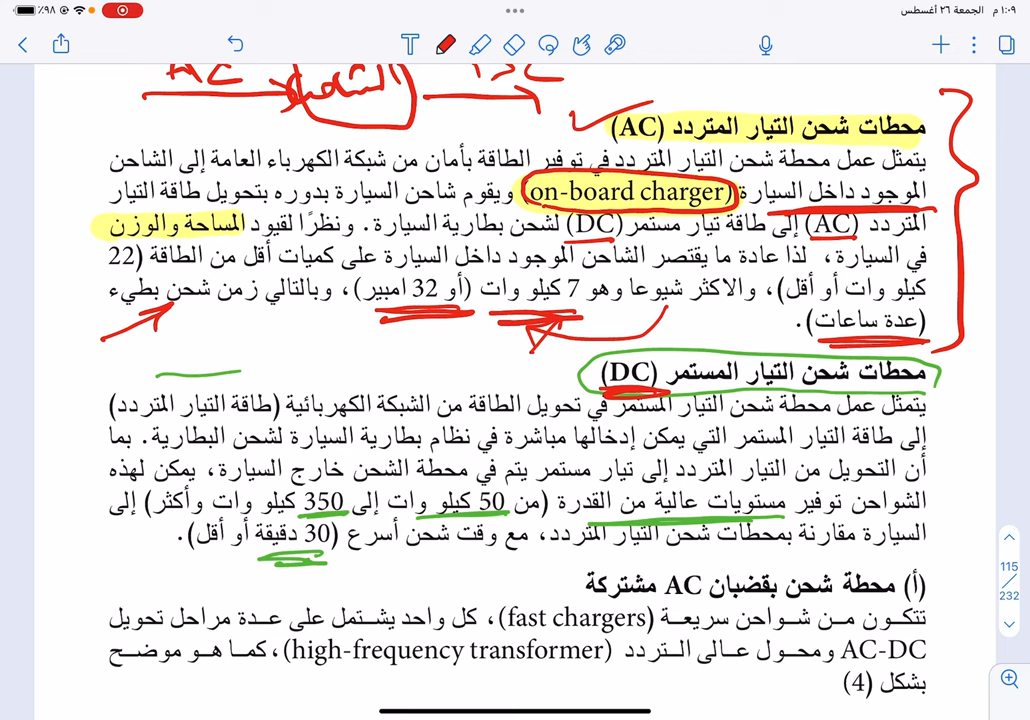 ١:٠٩ م الجمعة ٢٦ أغسطس
٪٩٨
AC الشاحن DC
محطات شحن التيار المتردد (AC)
يتمثل عمل محطة شحن التيار المتردد في توفير الطاقة بأمان من شبكة الكهرباء العامة إلى الشاحن
الموجود داخل السيارة (on-board charger) ويقوم شاحن السيارة بدوره بتحويل طاقة التيار
المتردد (AC) إلى طاقة تيار مستمر(DC) لشحن بطارية السيارة. ونظرًا لقيود المساحة والوزن
في السيارة، لذا عادة ما يقتصر الشاحن الموجود داخل السيارة على كميات أقل من الطاقة (22
كيلو وات أو أقل)، والاكثر شيوعا وهو 7 كيلو وات (أو 32 امبير)، وبالتالي زمن شحن بطيء
(عدة ساعات).
محطات شحن التيار المستمر (DC)
يتمثل عمل محطة شحن التيار المستمر في تحويل الطاقة من الشبكة الكهربائية (طاقة التيار المتردد)
إلى طاقة التيار المستمر التي يمكن إدخالها مباشرة في نظام بطارية السيارة لشحن البطارية. بما
أن التحويل من التيار المتردد إلى تيار مستمر يتم في محطة الشحن خارج السيارة، يمكن لهذه
الشواحن توفير مستويات عالية من القدرة (من 50 كيلو وات إلى 350 كيلو وات وأكثر) إلى
السيارة مقارنة بمحطات شحن التيار المتردد، مع وقت شحن أسرع (30 دقيقة أو أقل).
(أ) محطة شحن بقضبان AC مشتركة
تتكون من شواحن سريعة (fast chargers)، كل واحد يشتمل على عدة مراحل تحويل
AC-DC ومحول عالى التردد (high-frequency transformer)، كما هو موضح
بشكل (4)
115
232